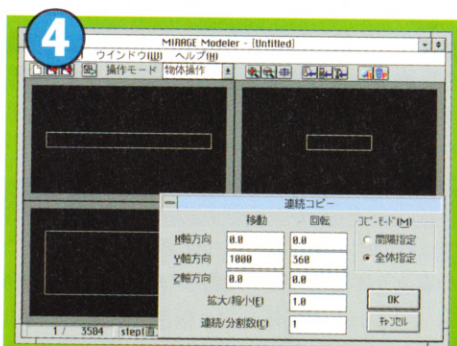 4
MIRAGE Modeler - [Untitled]
ウインドウ(W) ヘルプ(H)
操作モード 物体操作
連続コピー
移動 回転 コピーモード(M)
X軸方向 0.0 0.0 間隔指定
Y軸方向 1000 360 全体指定
Z軸方向 0.0 0.0
拡大/縮小(E) 1.0 OK
連続/分割数(C) 1 キャンセル
1/ 3504 step(直